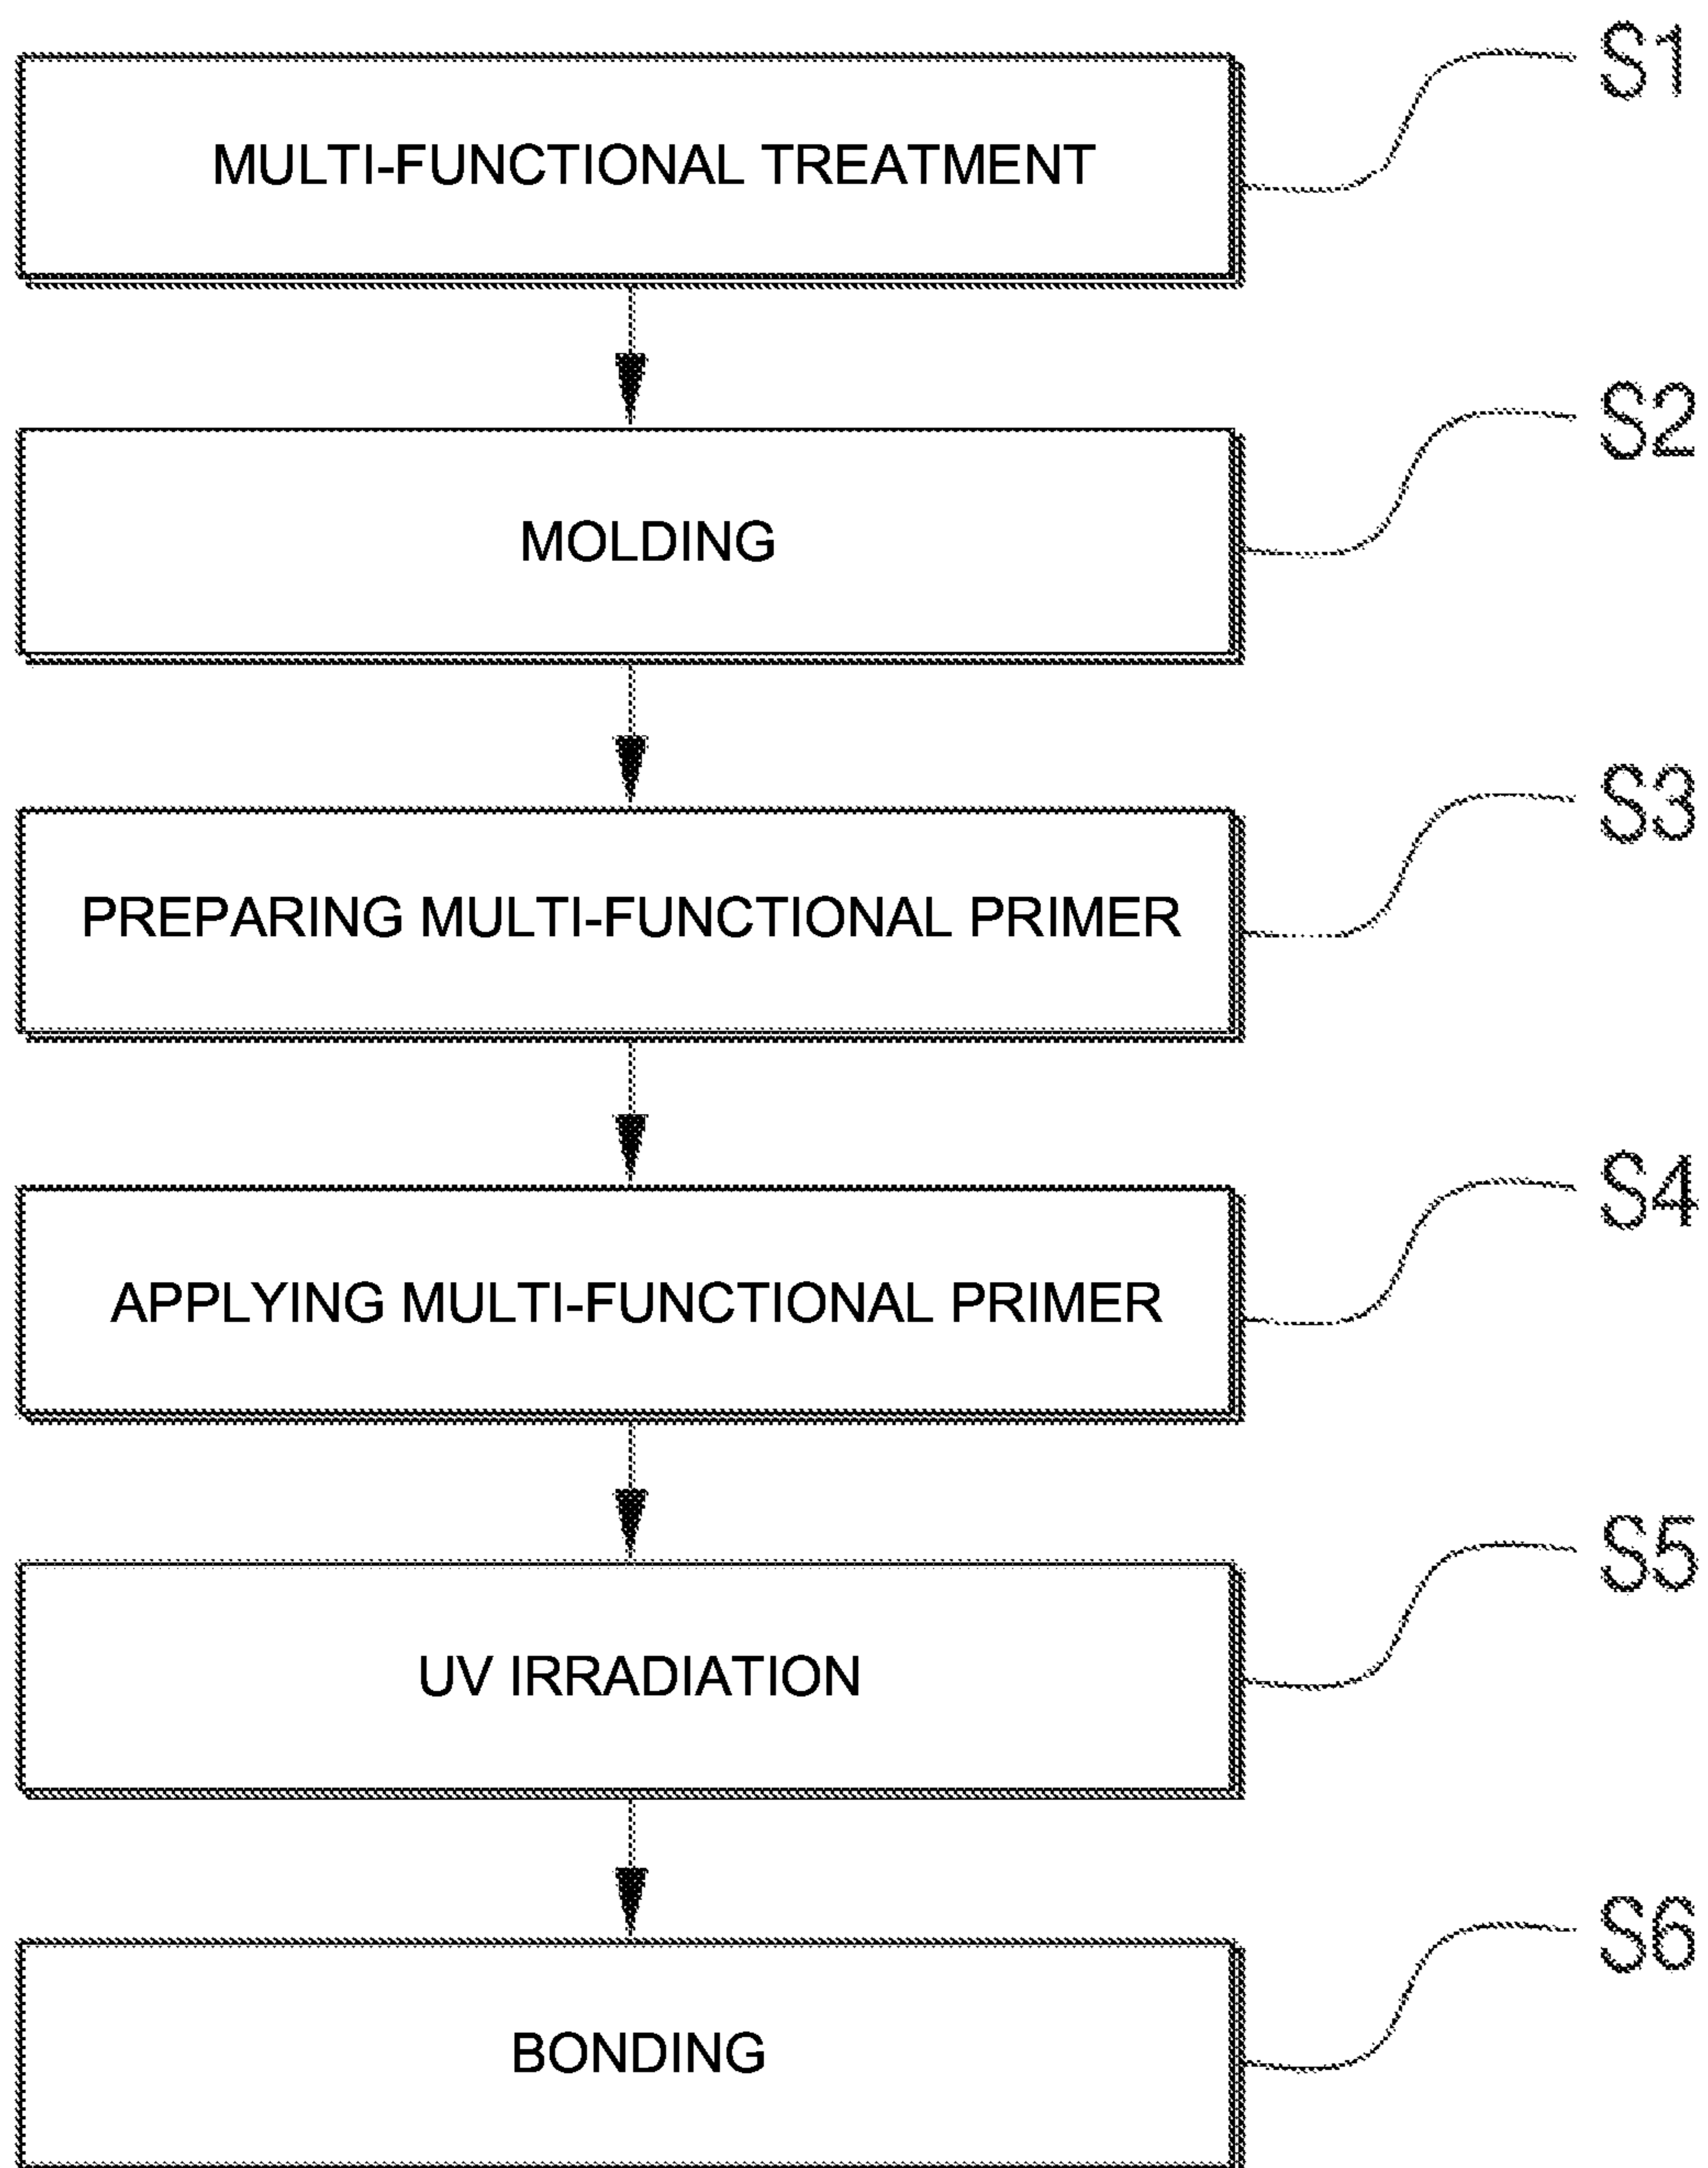 MULTI-FUNCTIONAL TREATMENT
S1
MOLDING
S2
PREPARING MULTI-FUNCTIONAL PRIMER
S3
APPLYING MULTI-FUNCTIONAL PRIMER
S4
UV IRRADIATION
S5
BONDING
S6